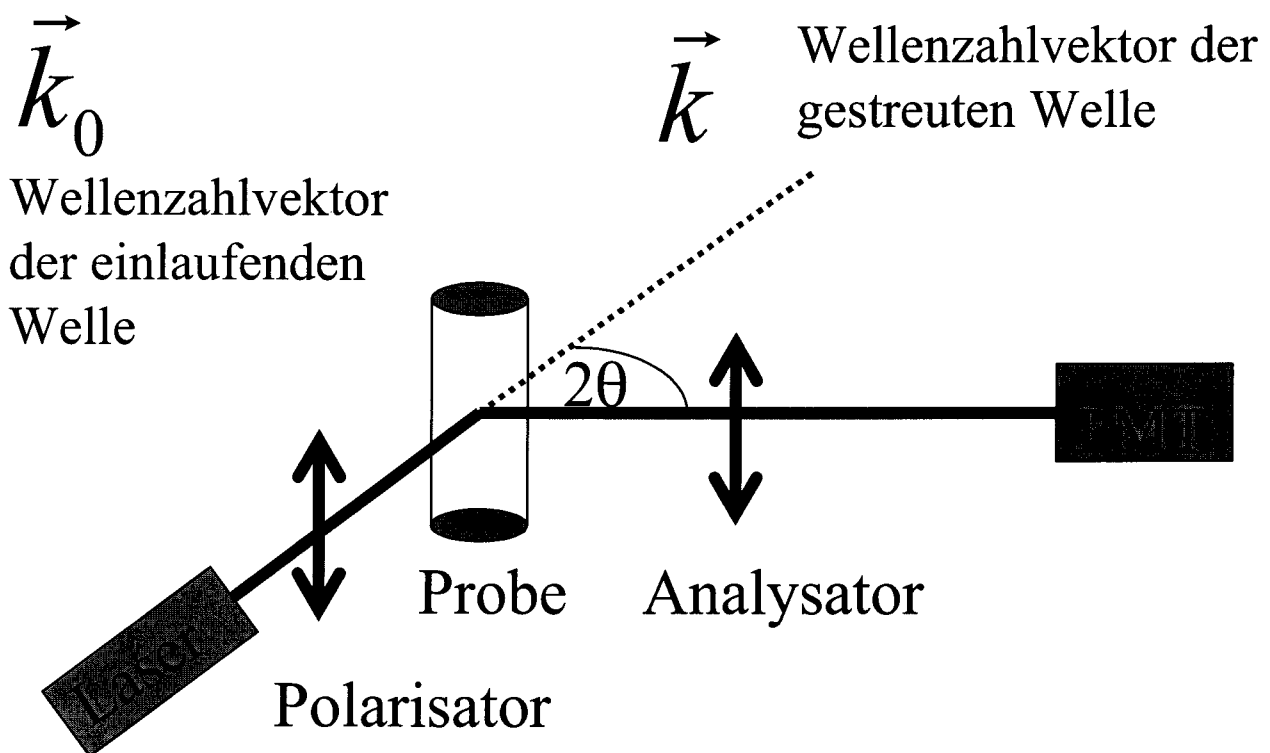 k⃗₀
Wellenzahlvektor
der einlaufenden
Welle
k⃗
Wellenzahlvektor der
gestreuten Welle
2θ
PMT
Probe
Analysator
Laser
Polarisator